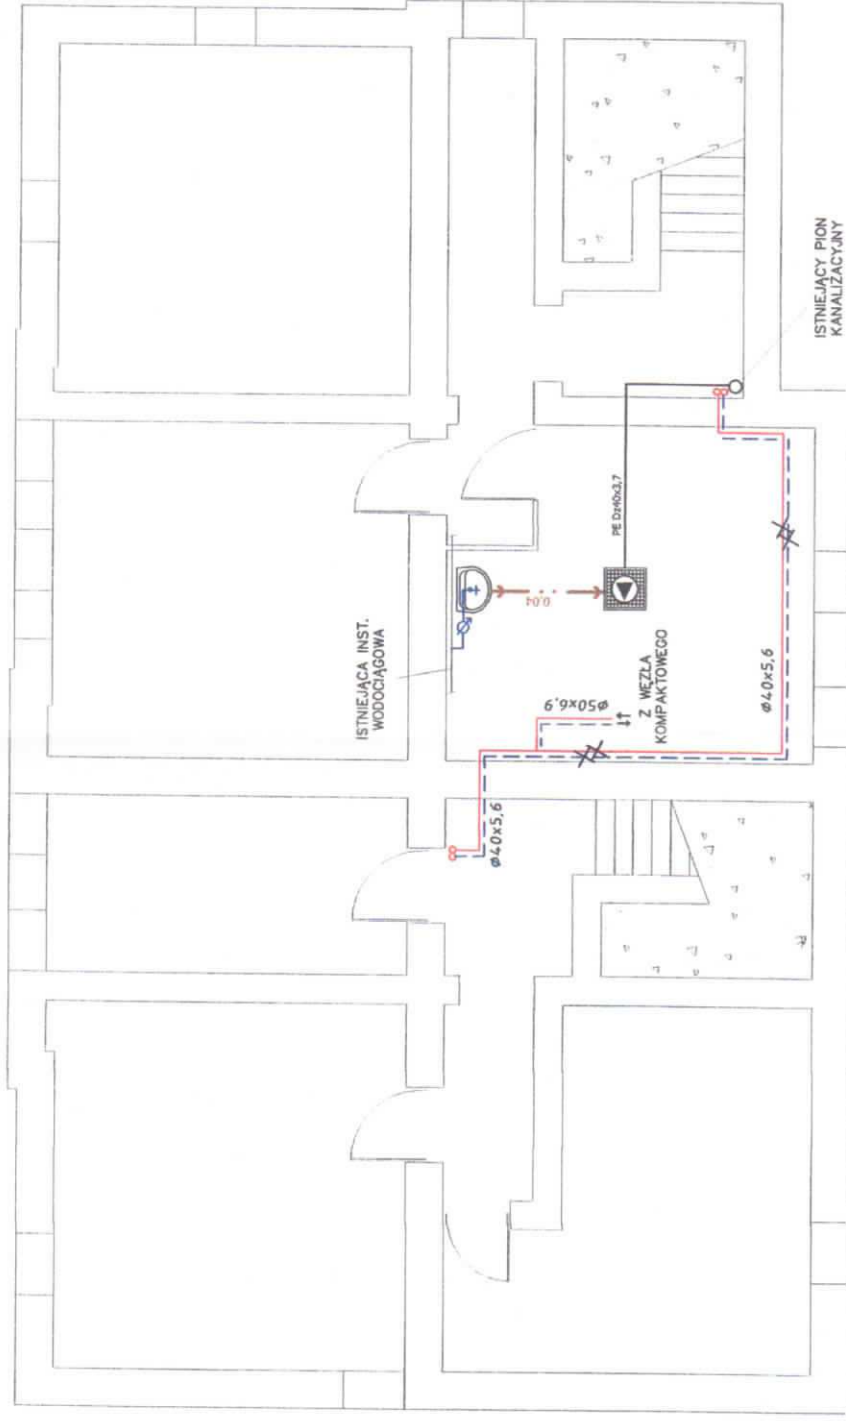 ISTNIEJĄCA INST.
WODOCIĄGOWA
ø40x5,6
ø50x6,9
Z WĘZŁA
KOMPAKTOWEGO
0.04
PE Dz40x3,7
ø40x5,6
ISTNIEJĄCY PION
KANALIZACYJNY